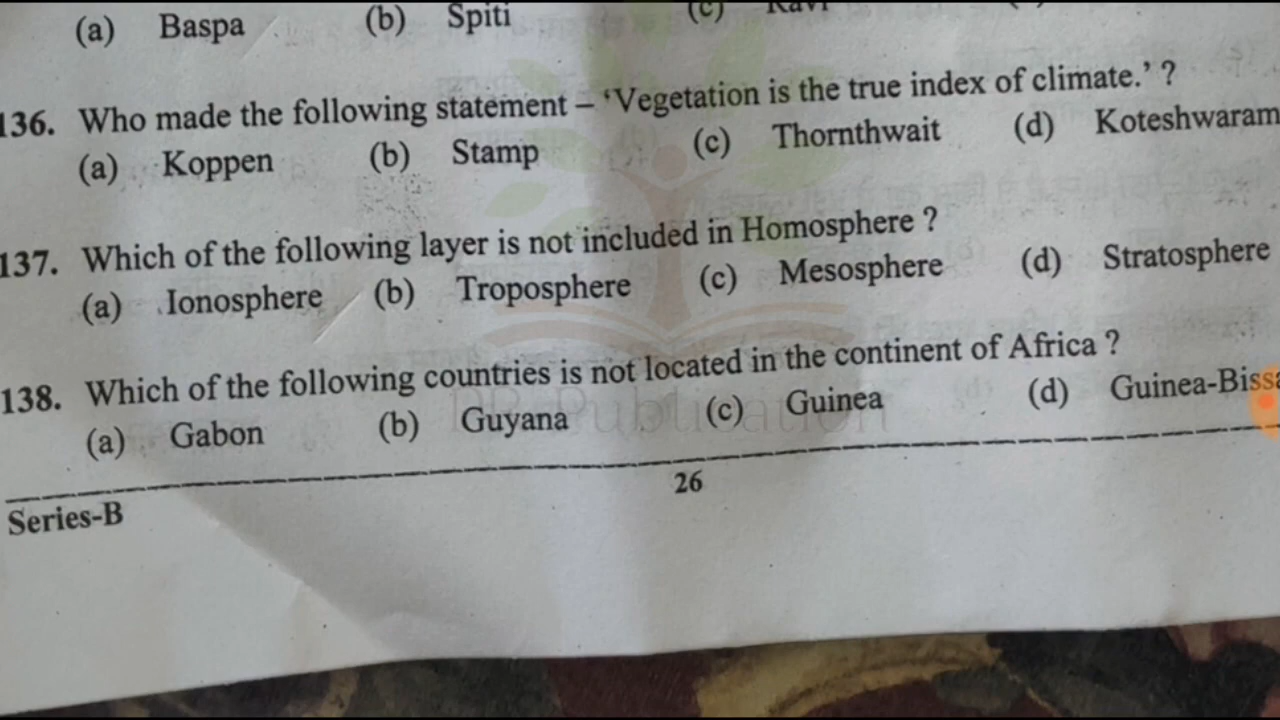 (a) Baspa (b) Spiti (c) Ravi
136. Who made the following statement – ‘Vegetation is the true index of climate.’ ?
(a) Koppen (b) Stamp (c) Thornthwait (d) Koteshwaram
137. Which of the following layer is not included in Homosphere ?
(a) Ionosphere (b) Troposphere (c) Mesosphere (d) Stratosphere
138. Which of the following countries is not located in the continent of Africa ?
(a) Gabon (b) Guyana (c) Guinea (d) Guinea-Bissa
Series-B
26